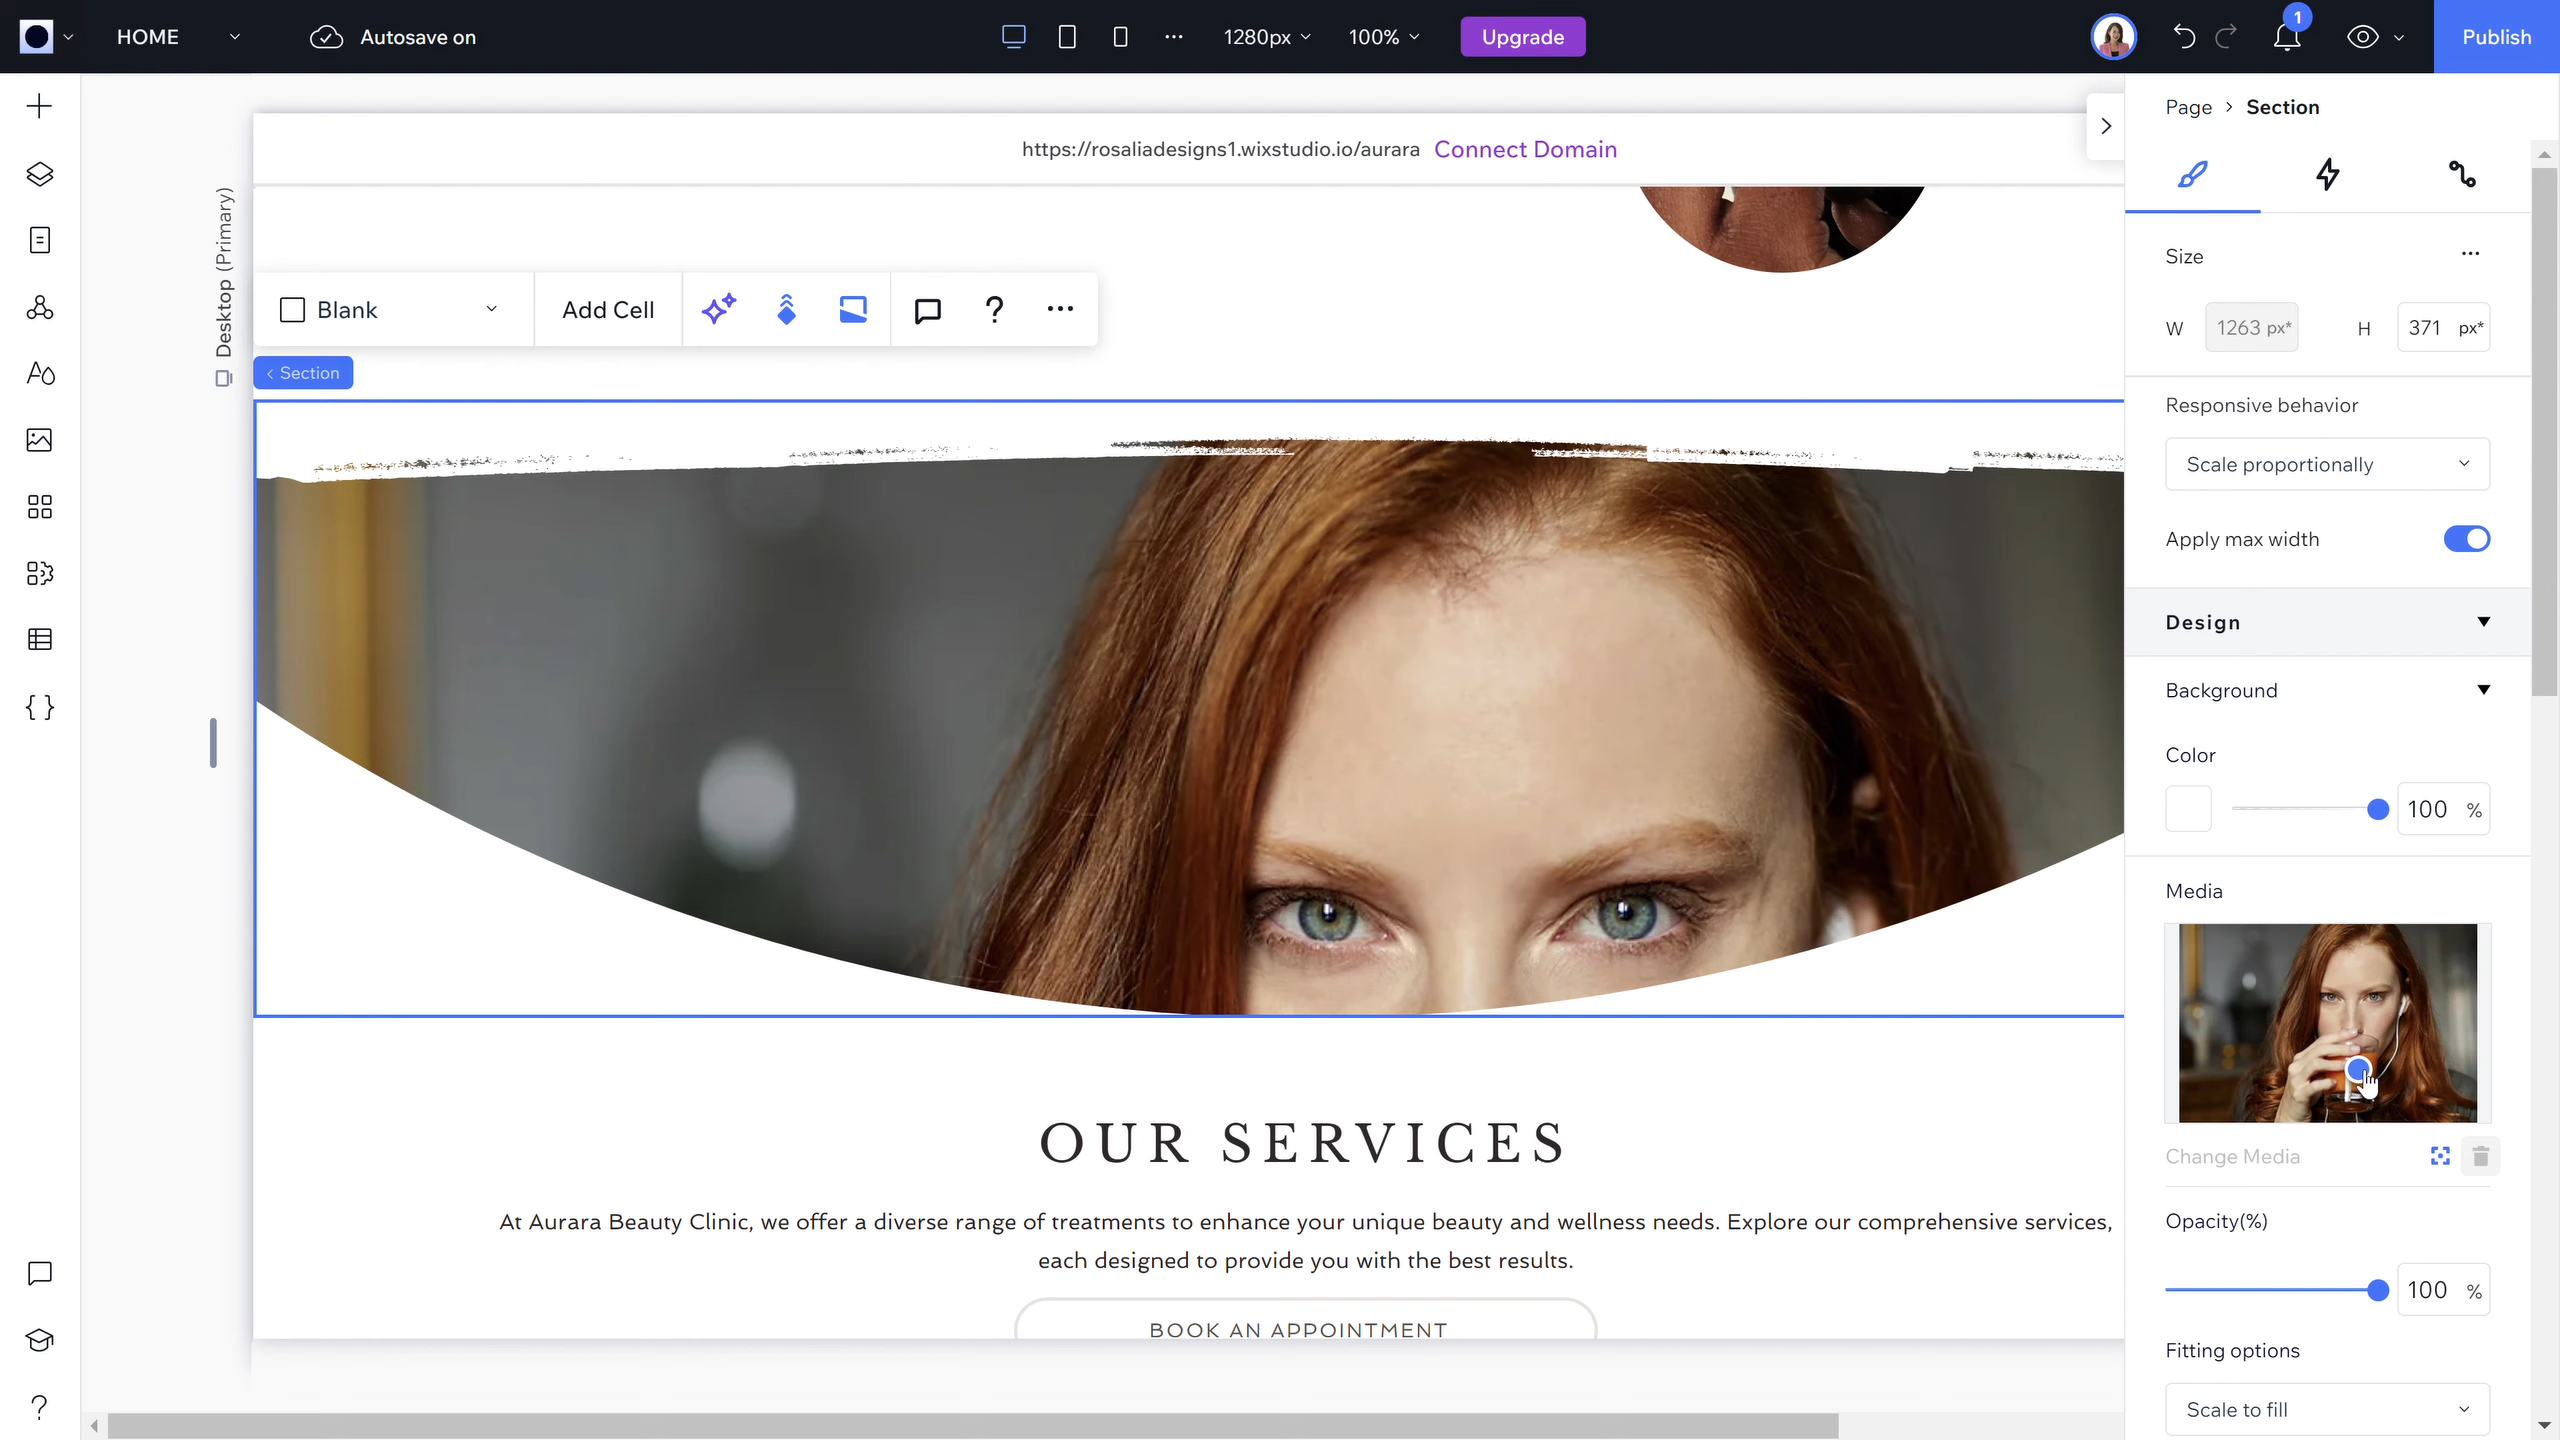 HOME
Autosave on
1280px
100%
Upgrade
1
Publish
https://rosaliadesigns1.wixstudio.io/aurara Connect Domain
Desktop (Primary)
Blank
Add Cell
?
< Section
OUR SERVICES
At Aurara Beauty Clinic, we offer a diverse range of treatments to enhance your unique beauty and wellness needs. Explore our comprehensive services,
each designed to provide you with the best results.
BOOK AN APPOINTMENT
Page > Section
Size
W 1263 px* H 371 px*
Responsive behavior
Scale proportionally
Apply max width
Design
Background
Color
100 %
Media
Change Media
Opacity(%)
100 %
Fitting options
Scale to fill